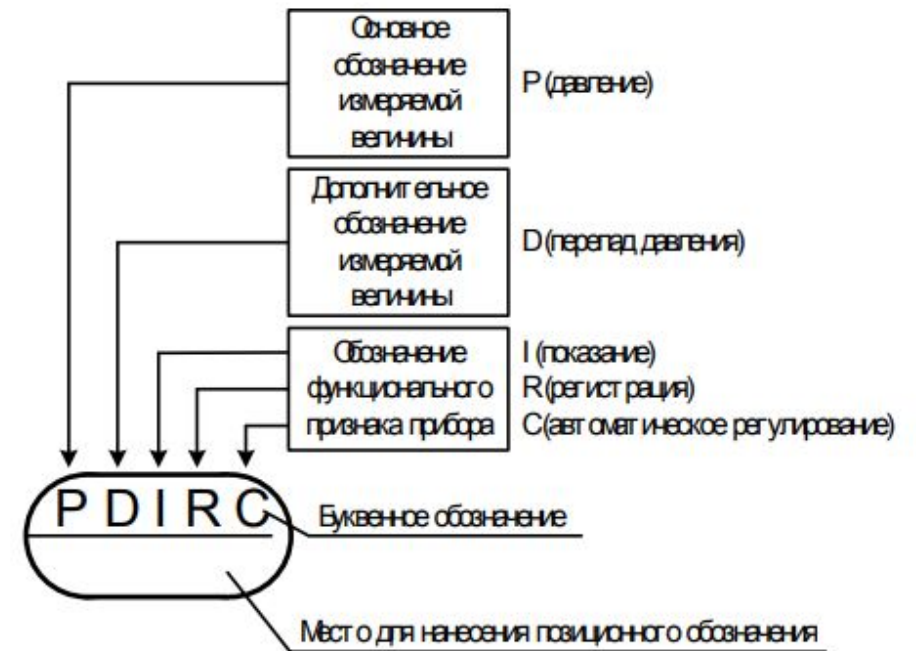 Основное
обозначение
измеряемой
величины
P (давление)
Дополнительное
обозначение
измеряемой
величины
D (перепад давления)
Обозначение
функционального
признака прибора
I (показание)
R (регистрация)
C (автоматическое регулирование)
P D I R C
Буквенное обозначение
Место для нанесения позиционного обозначения